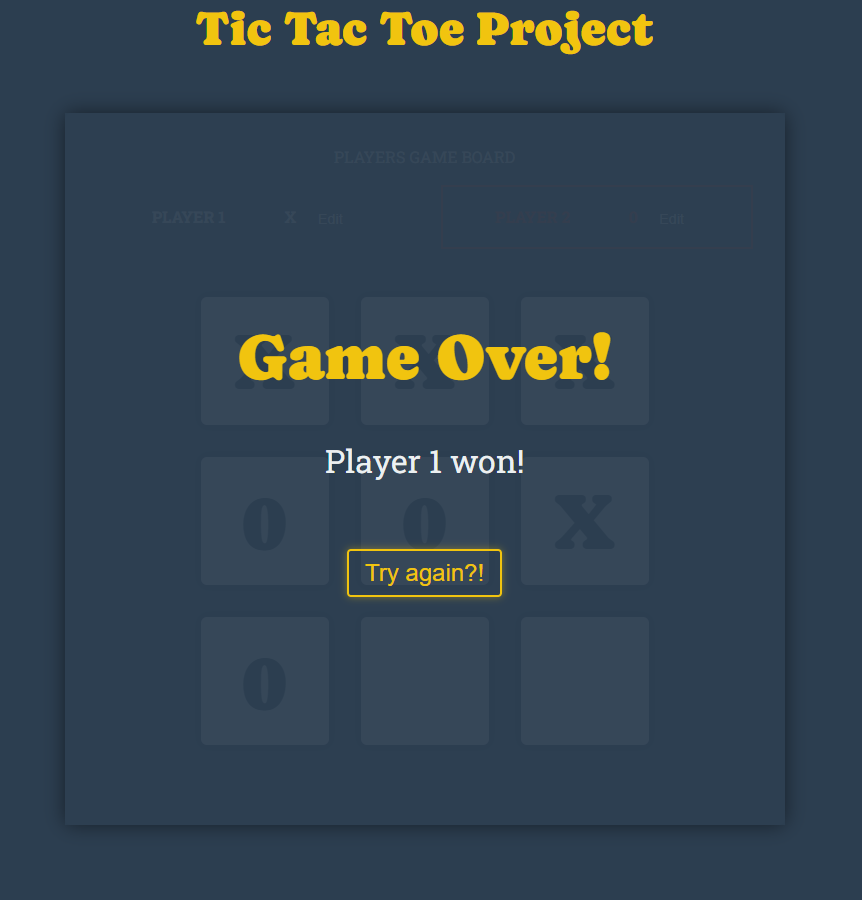 Tic Tac Toe Project
PLAYERS GAME BOARD
PLAYER 1 X Edit Edit
X X X
Game Over!
Player 1 won!
0 0 X
Try again?!
0